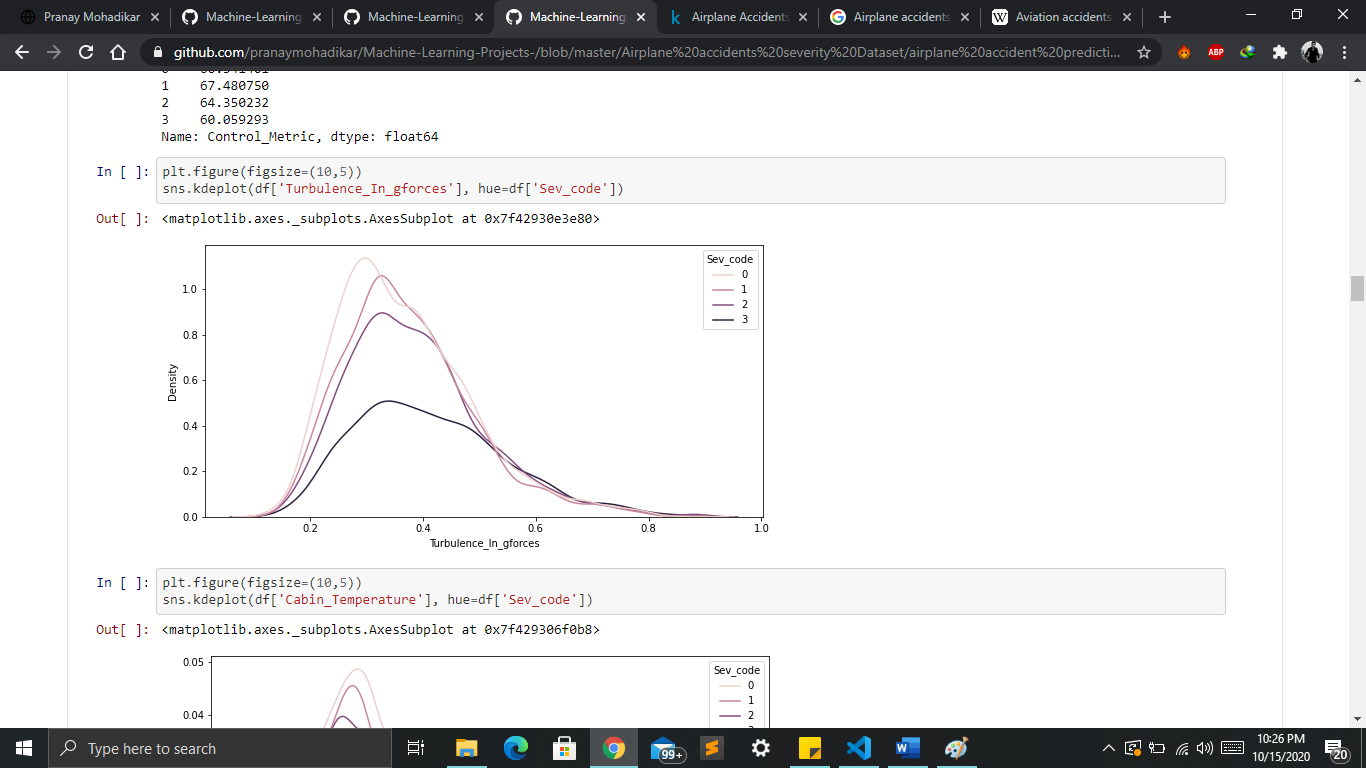 Pranay Mohadikar
Machine-Learning
Machine-Learning
Machine-Learning
Airplane Accidents
Airplane accidents
Aviation accidents
github.com/pranaymohadikar/Machine-Learning-Projects-/blob/master/Airplane%20accidents%20severity%20Dataset/airplane%20accident%20predicti...
ABP
1 67.480750
2 64.350232
3 60.059293
Name: Control_Metric, dtype: float64
In [ ]: plt.figure(figsize=(10,5))
sns.kdeplot(df['Turbulence_In_gforces'], hue=df['Sev_code'])
Out[ ]: <matplotlib.axes._subplots.AxesSubplot at 0x7f42930e3e80>
Sev_code
0
1
2
3
1.0
0.8
0.6
0.4
0.2
0.0
Density
0.2 0.4 0.6 0.8 1.0
Turbulence_In_gforces
In [ ]: plt.figure(figsize=(10,5))
sns.kdeplot(df['Cabin_Temperature'], hue=df['Sev_code'])
Out[ ]: <matplotlib.axes._subplots.AxesSubplot at 0x7f429306f0b8>
0.05
0.04
Sev_code
0
1
2
Type here to search
99+
10:26 PM
10/15/2020
20